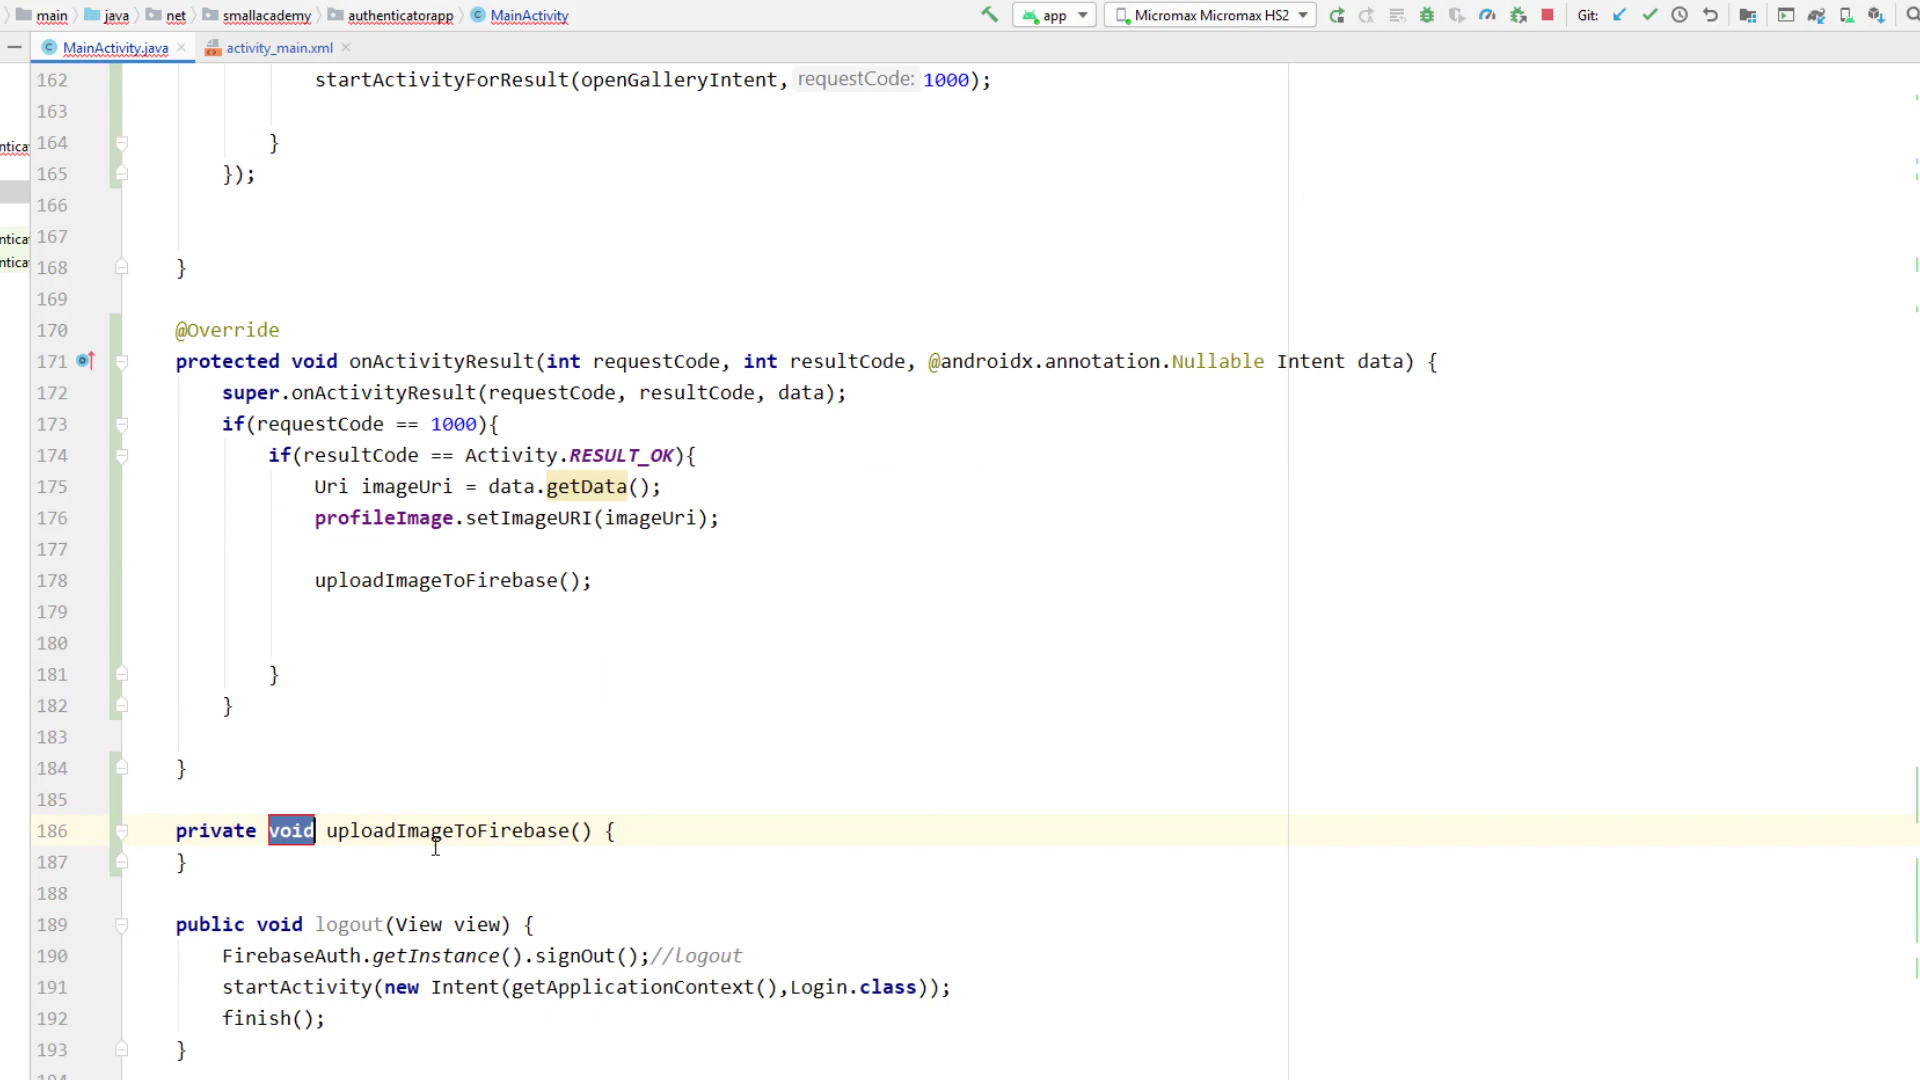 main java net smallacademy authenticatorapp MainActivity app Micromax Micromax HS2 Git:
MainActivity.java activity_main.xml
162 startActivityForResult(openGalleryIntent, requestCode: 1000);
163
164 }
165 });
166
167
168 }
169
170 @Override
171 protected void onActivityResult(int requestCode, int resultCode, @androidx.annotation.Nullable Intent data) {
172 super.onActivityResult(requestCode, resultCode, data);
173 if(requestCode == 1000){
174 if(resultCode == Activity.RESULT_OK){
175 Uri imageUri = data.getData();
176 profileImage.setImageURI(imageUri);
177
178 uploadImageToFirebase();
179
180
181 }
182 }
183
184 }
185
186 private void uploadImageToFirebase() {
187 }
188
189 public void logout(View view) {
190 FirebaseAuth.getInstance().signOut();//logout
191 startActivity(new Intent(getApplicationContext(),Login.class));
192 finish();
193 }